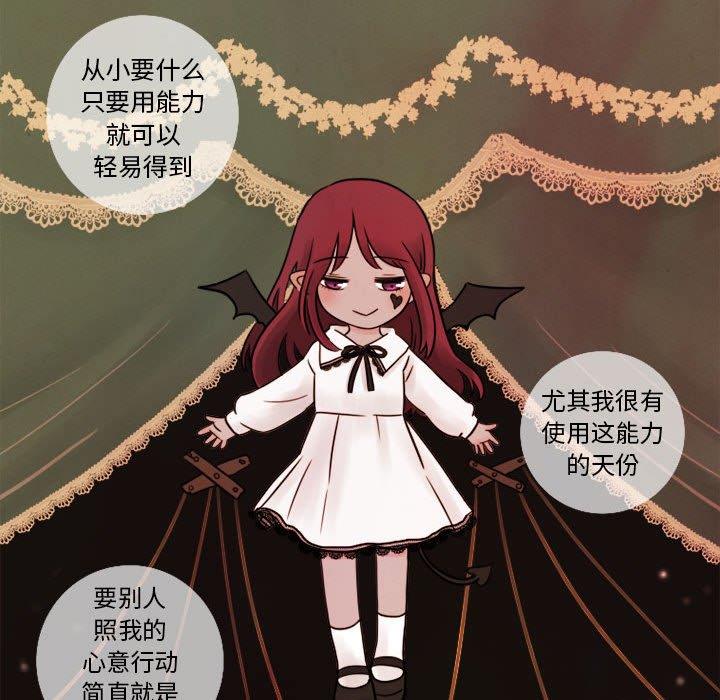 从小要什么
只要用能力
就可以
轻易得到
尤其我很有
使用这能力
的天份
要别人
照我的
心意行动
简直就是